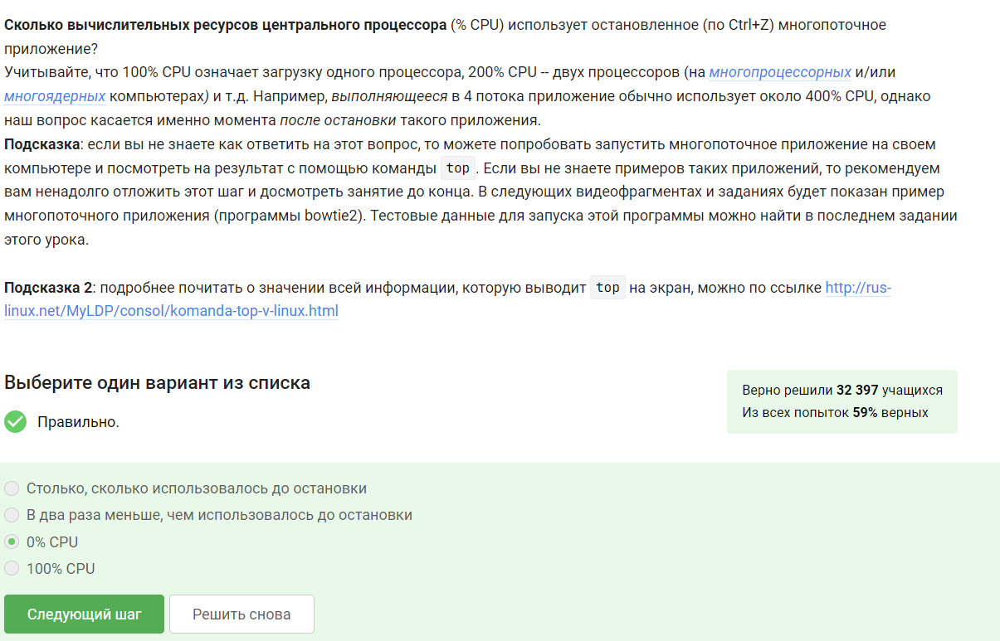 Сколько вычислительных ресурсов центрального процессора (% CPU) использует остановленное (по Ctrl+Z) многопоточное
приложение?
Учитывайте, что 100% CPU означает загрузку одного процессора, 200% CPU -- двух процессоров (на многопроцессорных и/или
многоядерных компьютерах) и т.д. Например, выполняющееся в 4 потока приложение обычно использует около 400% CPU, однако
наш вопрос касается именно момента после остановки такого приложения.
Подсказка: если вы не знаете как ответить на этот вопрос, то можете попробовать запустить многопоточное приложение на своем
компьютере и посмотреть на результат с помощью команды top. Если вы не знаете примеров таких приложений, то рекомендуем
вам ненадолго отложить этот шаг и досмотреть занятие до конца. В следующих видеофрагментах и заданиях будет показан пример
многопоточного приложения (программы bowtie2). Тестовые данные для запуска этой программы можно найти в последнем задании
этого урока.
Подсказка 2: подробнее почитать о значении всей информации, которую выводит top на экран, можно по ссылке http://rus-
linux.net/MyLDP/consol/komanda-top-v-linux.html
Выберите один вариант из списка
Верно решили 32 397 учащихся
Из всех попыток 59% верных
Правильно.
Столько, сколько использовалось до остановки
В два раза меньше, чем использовалось до остановки
0% CPU
100% CPU
Следующий шаг
Решить снова